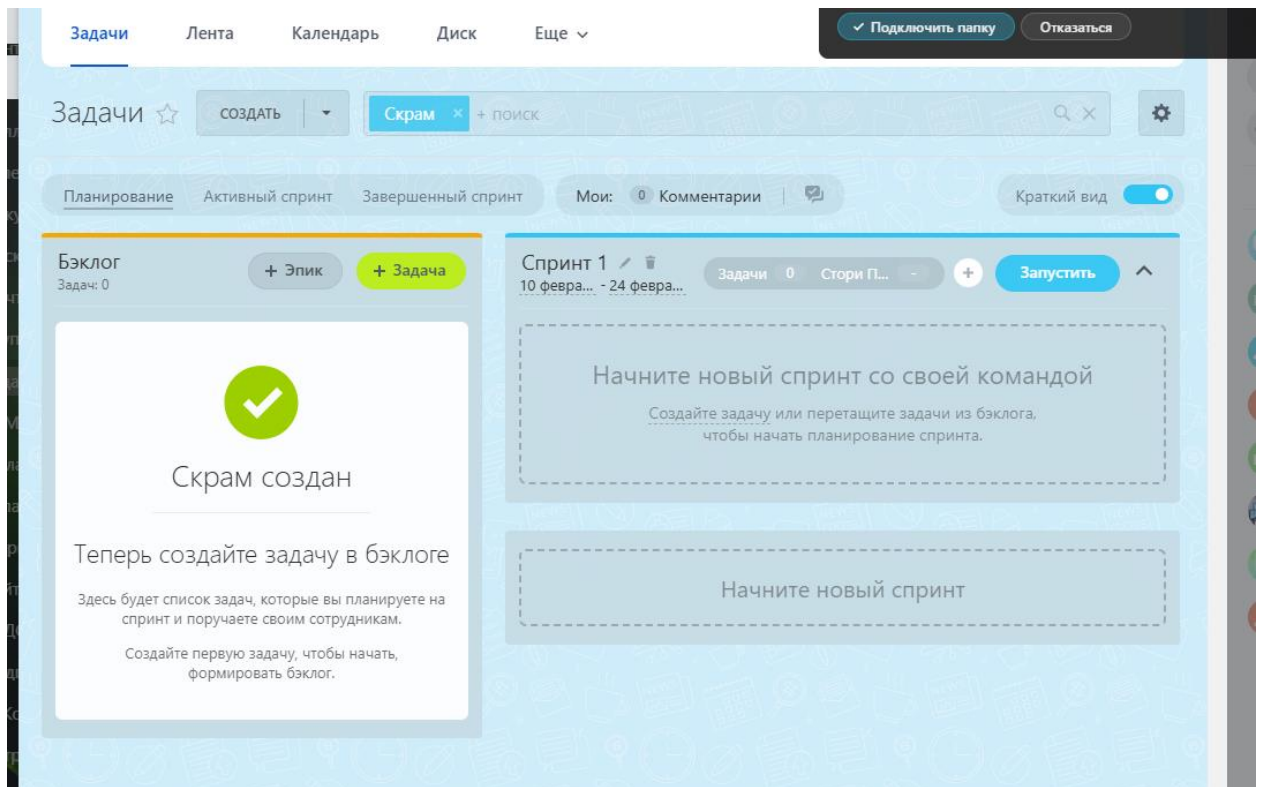 Задачи Лента Календарь Диск Еще
Подключить папку Отказаться
Задачи СОЗДАТЬ Скрам × + поиск
Планирование Активный спринт Завершенный спринт Мои: 0 Комментарии Краткий вид
Бэклог
Задач: 0
+ Эпик + Задача
Спринт 1
10 февра... - 24 февра...
Задачи 0 Стори П... - + Запустить
Скрам создан
Теперь создайте задачу в бэклоге
Здесь будет список задач, которые вы планируете на
спринт и поручаете своим сотрудникам.
Создайте первую задачу, чтобы начать,
формировать бэклог.
Начните новый спринт со своей командой
Создайте задачу или перетащите задачи из бэклога,
чтобы начать планирование спринта.
Начните новый спринт